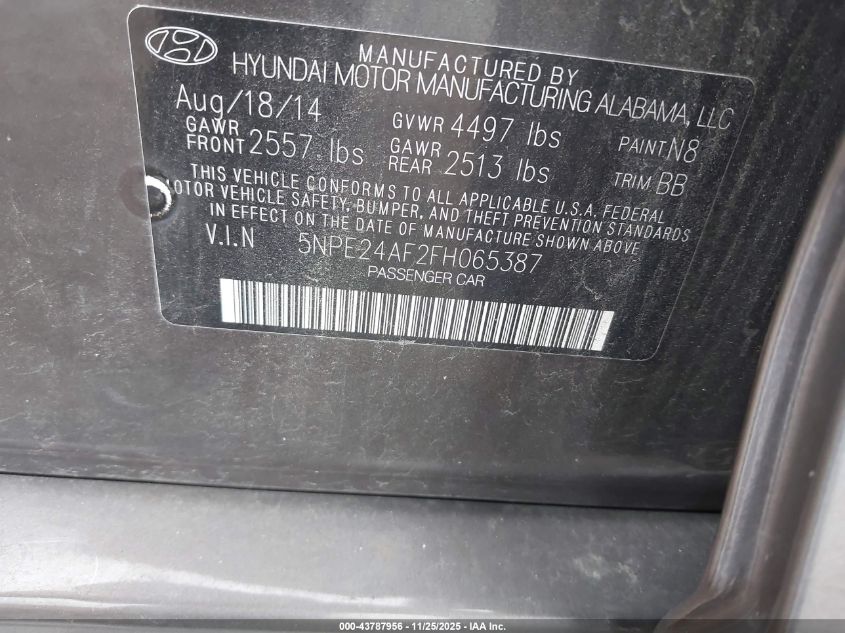 MANUFACTURED BY
HYUNDAI MOTOR MANUFACTURING ALABAMA, LLC
Aug/18/14 GVWR 4497 lbs PAINT N8
GAWR FRONT 2557 lbs GAWR REAR 2513 lbs TRIM BB
THIS VEHICLE CONFORMS TO ALL APPLICABLE U.S.A. FEDERAL
MOTOR VEHICLE SAFETY, BUMPER, AND THEFT PREVENTION STANDARDS
IN EFFECT ON THE DATE OF MANUFACTURE SHOWN ABOVE.
V.I.N 5NPE24AF2FH065387
PASSENGER CAR
000-43787956 - 11/25/2025 - IAA Inc.